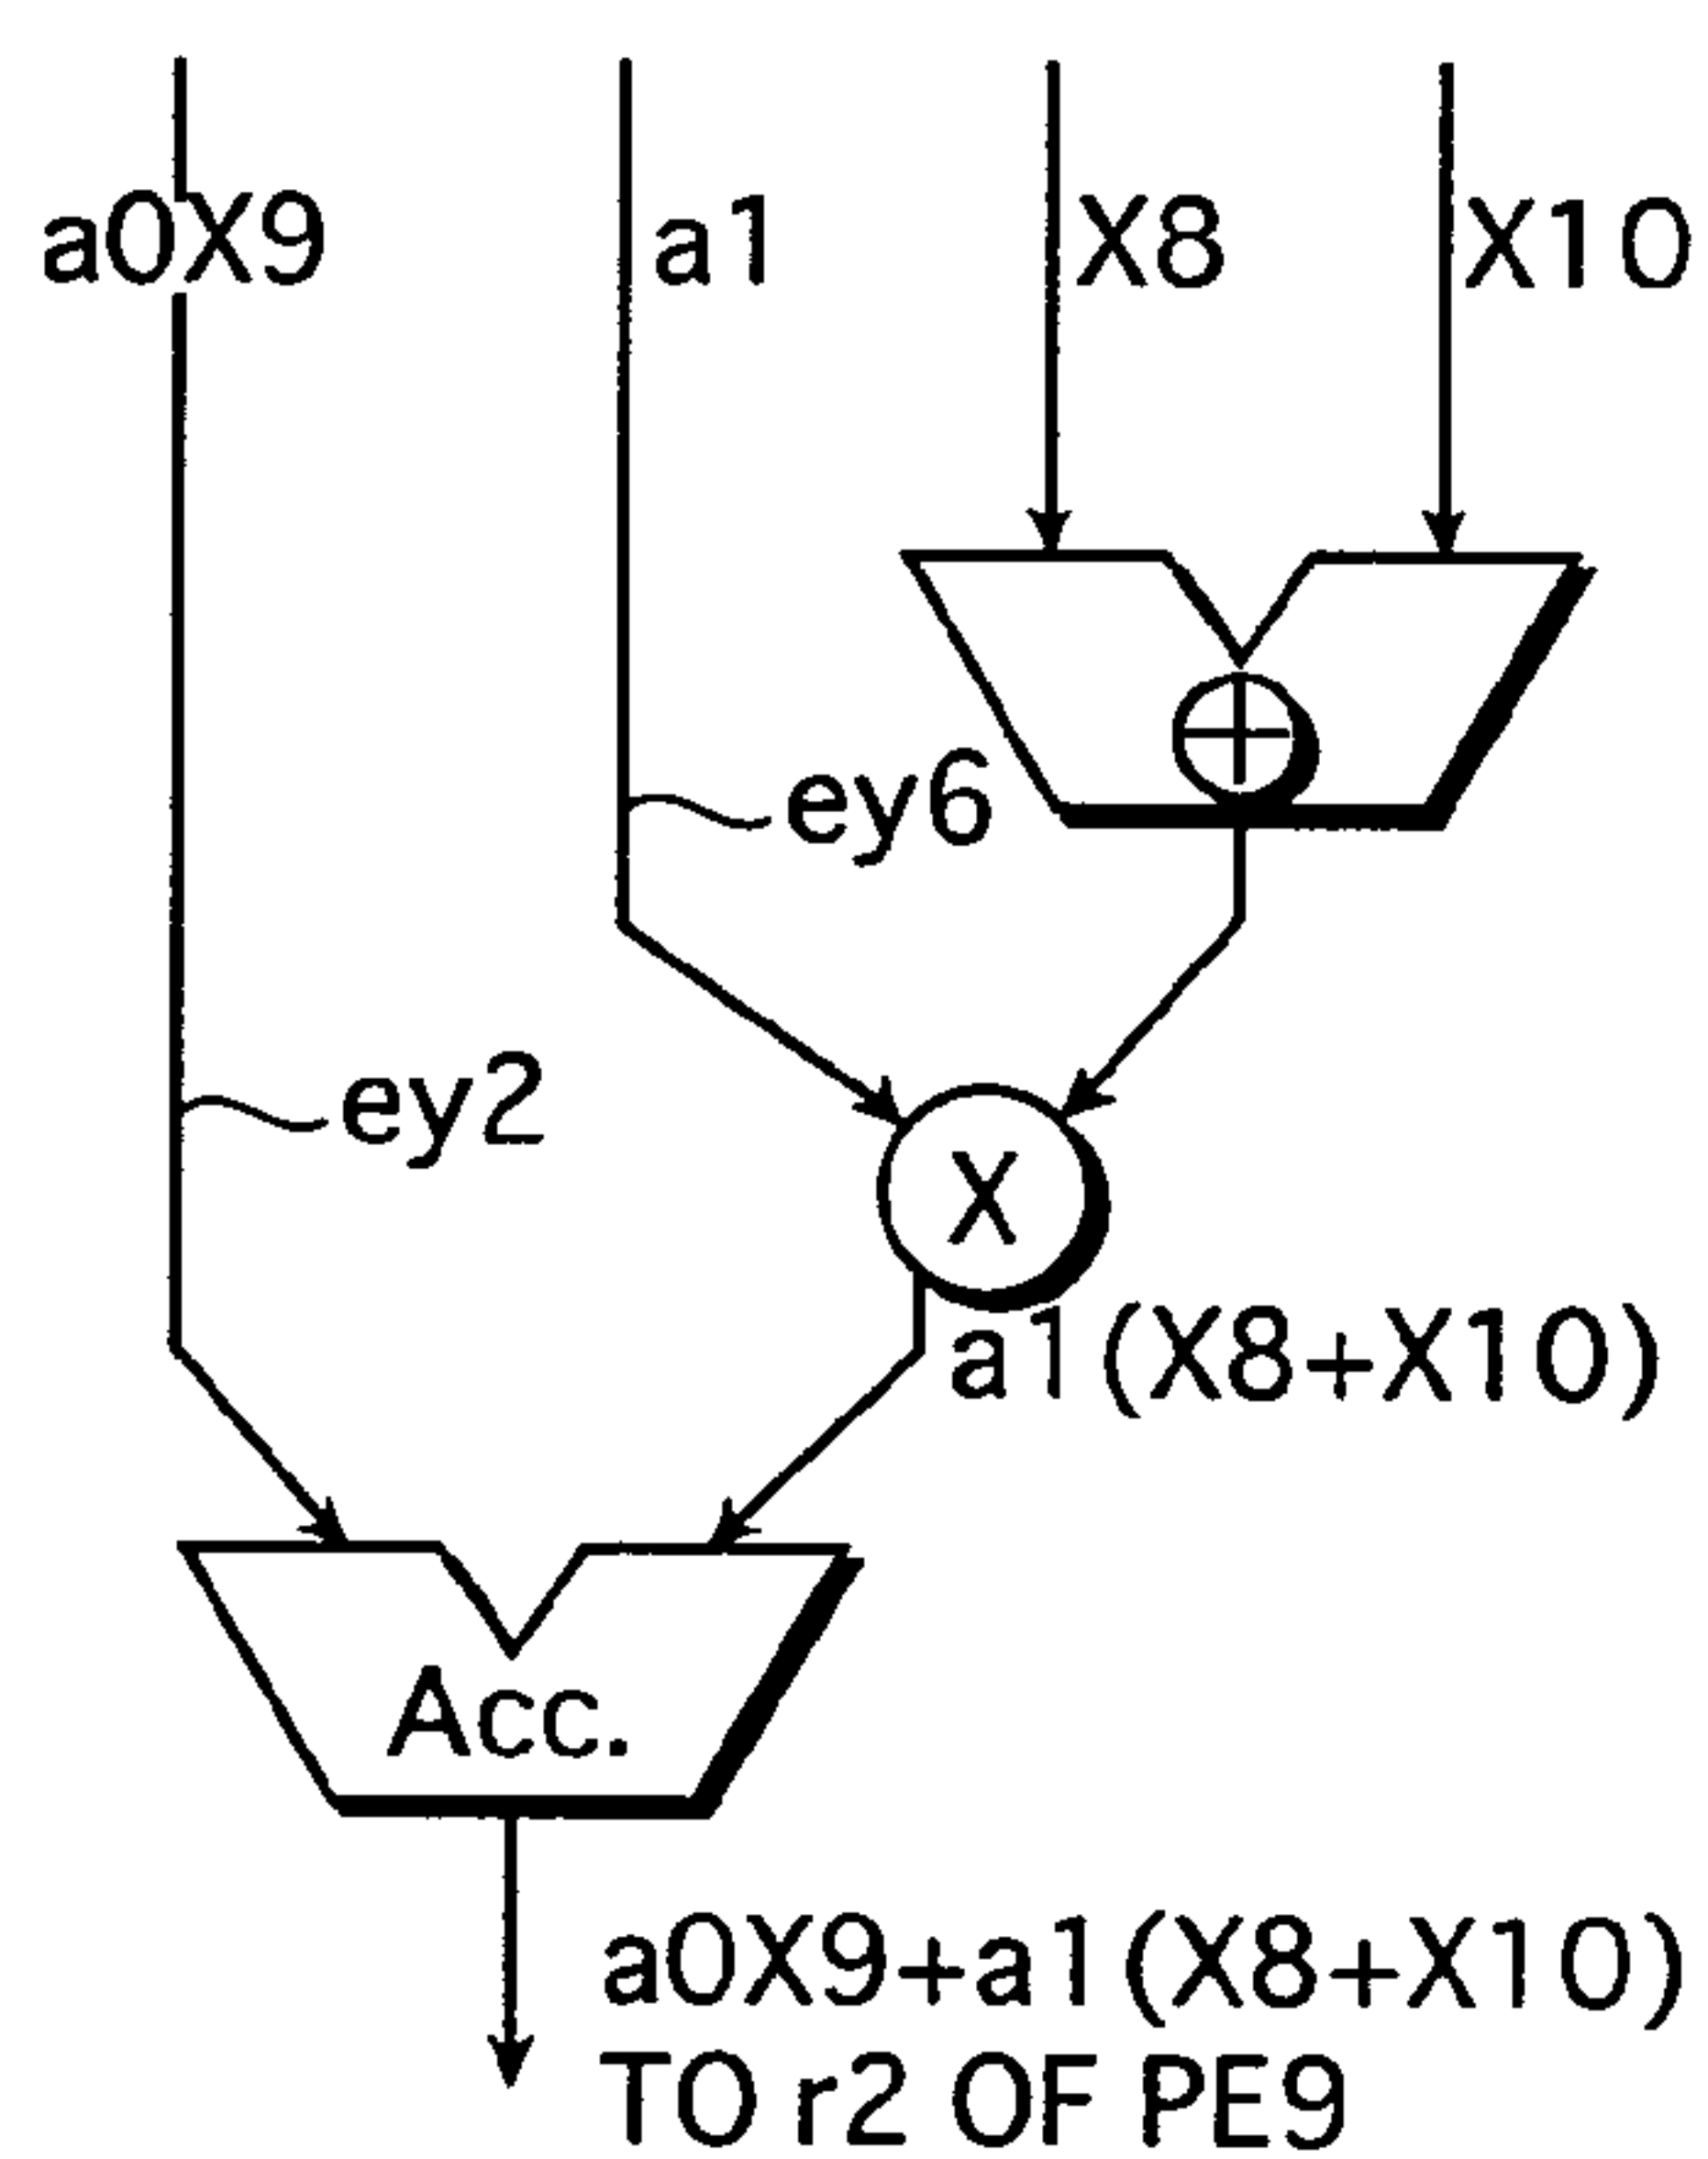 a0X9
a1
X8
X10
ey6
ey2
X
a1(X8+X10)
Acc.
a0X9+a1(X8+X10)
TO r2 OF PE9